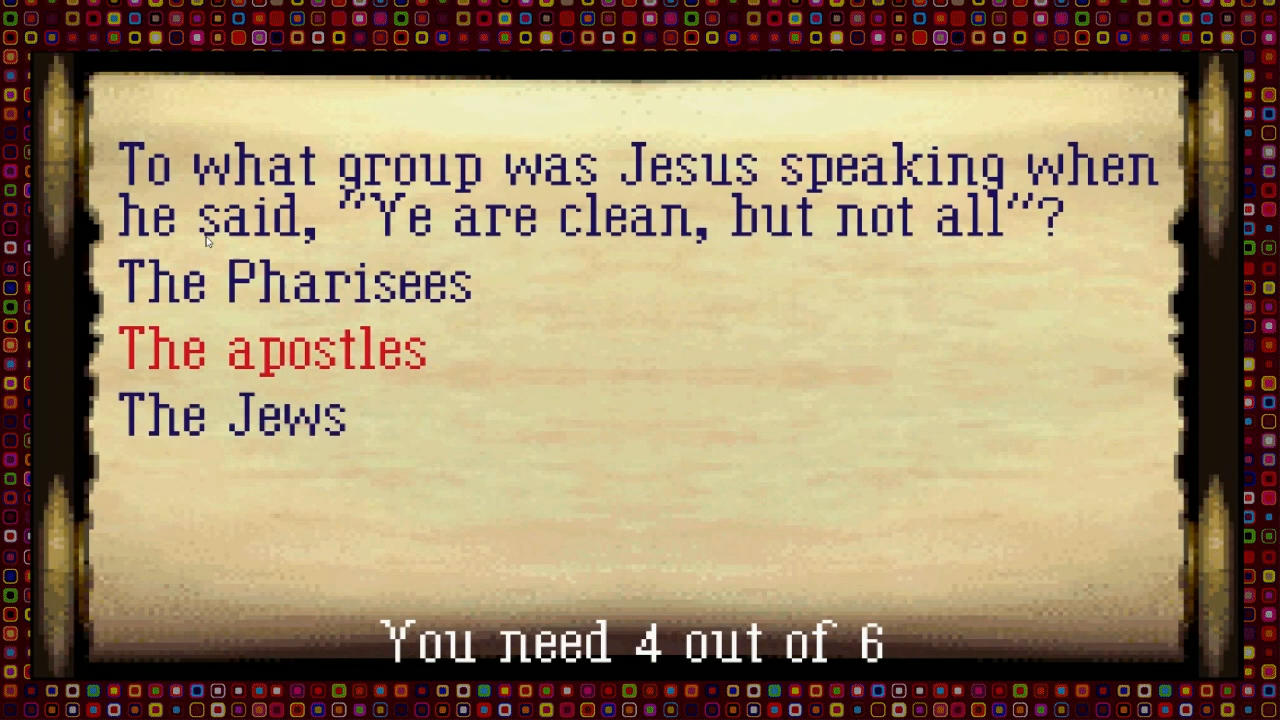 To what group was Jesus speaking when
he said, "Ye are clean, but not all"?
The Pharisees
The apostles
The Jews
You need 4 out of 6